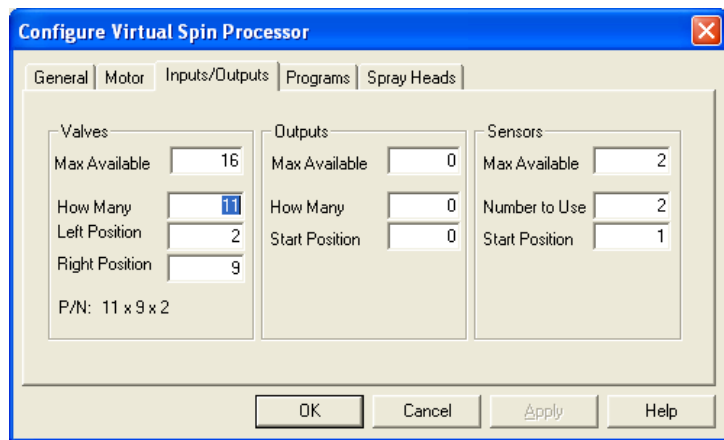 Configure Virtual Spin Processor
General Motor Inputs/Outputs Programs Spray Heads
Valves
Max Available 16
How Many 11
Left Position 2
Right Position 9
P/N: 11 x 9 x 2
Outputs
Max Available 0
How Many 0
Start Position 0
Sensors
Max Available 2
Number to Use 2
Start Position 1
OK Cancel Apply Help